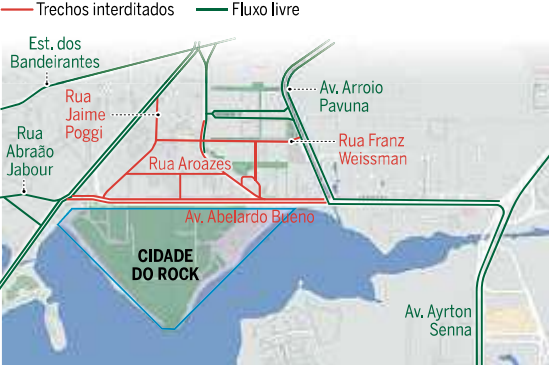 Trechos interditados
Fluxo livre
Est. dos
Bandeirantes
Rua
Jaime
Poggi
Av. Arroio
Pavuna
Rua
Abraão
Jabour
Rua Franz
Weissman
Rua Aroazes
Av. Abelardo Bueno
CIDADE
DO ROCK
Av. Ayrton
Senna